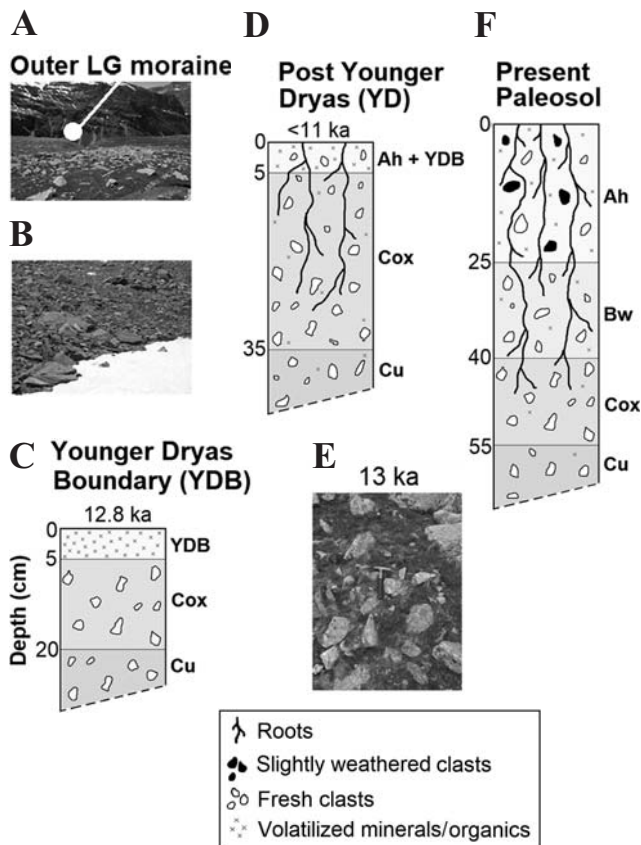 A
Outer LG moraine
B
C
Younger Dryas
Boundary (YDB)
12.8 ka
0
5
20
Depth (cm)
YDB
Cox
Cu
D
Post Younger
Dryas (YD)
<11 ka
0
5
35
Ah + YDB
Cox
Cu
E
13 ka
F
Present
Paleosol
0
25
40
55
Ah
Bw
Cox
Cu
Roots
Slightly weathered clasts
Fresh clasts
Volatilized minerals/organics